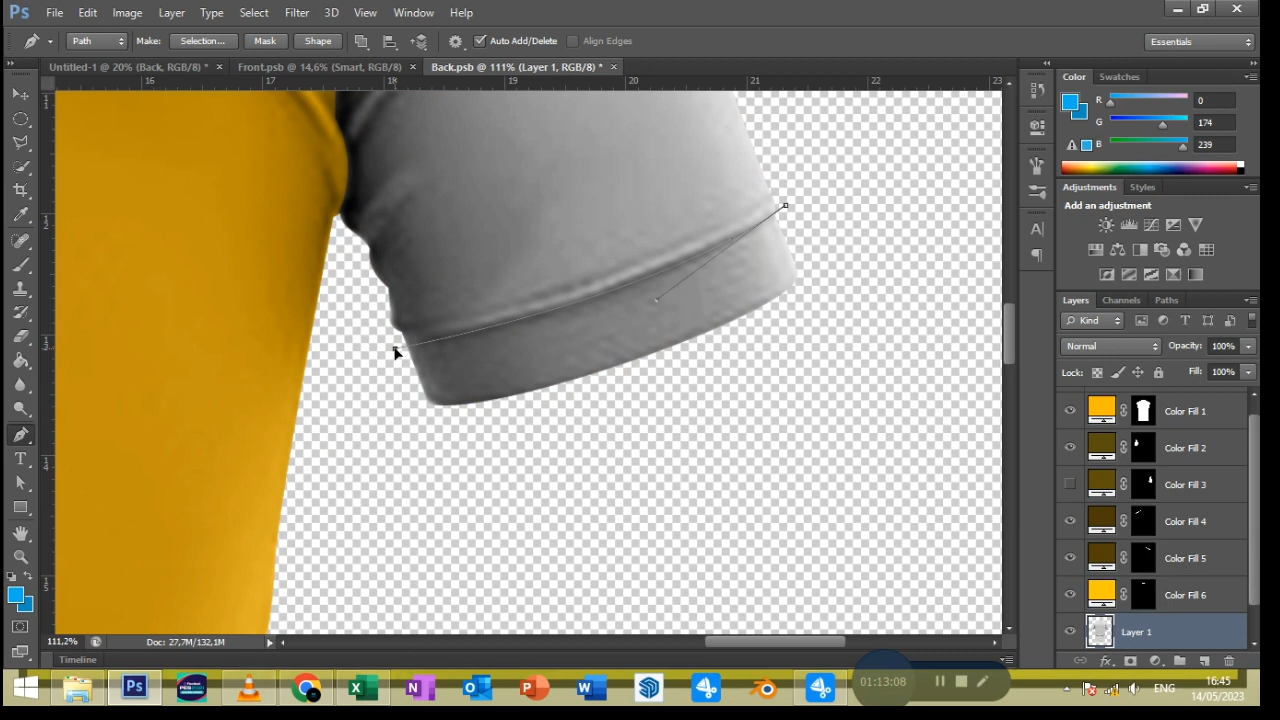 Ps File Edit Image Layer Type Select Filter 3D View Window Help
Path Make: Selection... Mask Shape Auto Add/Delete Align Edges Essentials
Untitled-1 @ 20% (Back, RGB/8) * × Front.psb @ 14,6% (Smart, RGB/8) × Back.psb @ 111% (Layer 1, RGB/8) * ×
16 17 18 19 20 21 22 23
Color Swatches
R 0
G 174
B 239
Adjustments Styles
Add an adjustment
Layers Channels Paths
Kind
Normal Opacity: 100%
Lock: Fill: 100%
Color Fill 1
Color Fill 2
Color Fill 3
Color Fill 4
Color Fill 5
Color Fill 6
Layer 1
111,2% Doc: 27,7M/132,1M
Timeline
01:13:08
ENG
16:45
14/05/2023